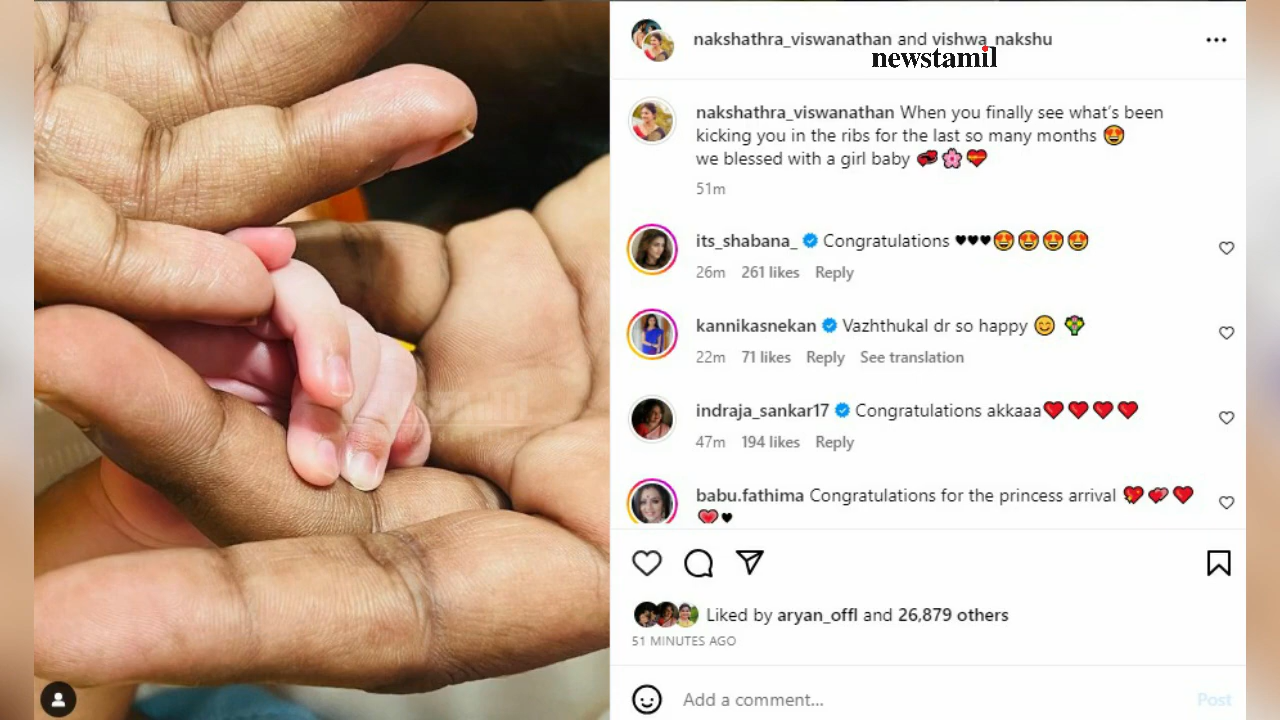 nakshathra_viswanathan and vishwa_nakshu
newstamil
nakshathra_viswanathan When you finally see what's been
kicking you in the ribs for the last so many months 😍
we blessed with a girl baby 💞🌸💝
51m
its_shabana_ Congratulations ♥♥♥😍😍😍😍
26m 261 likes Reply
kannikasnekan Vazhthukal dr so happy 😊 💐
22m 71 likes Reply See translation
indraja_sankar17 Congratulations akkaaa❤❤❤❤
47m 194 likes Reply
babu.fathima Congratulations for the princess arrival 💖 💕 ❤
💗♥
Liked by aryan_offl and 26,879 others
51 MINUTES AGO
Add a comment...
Post